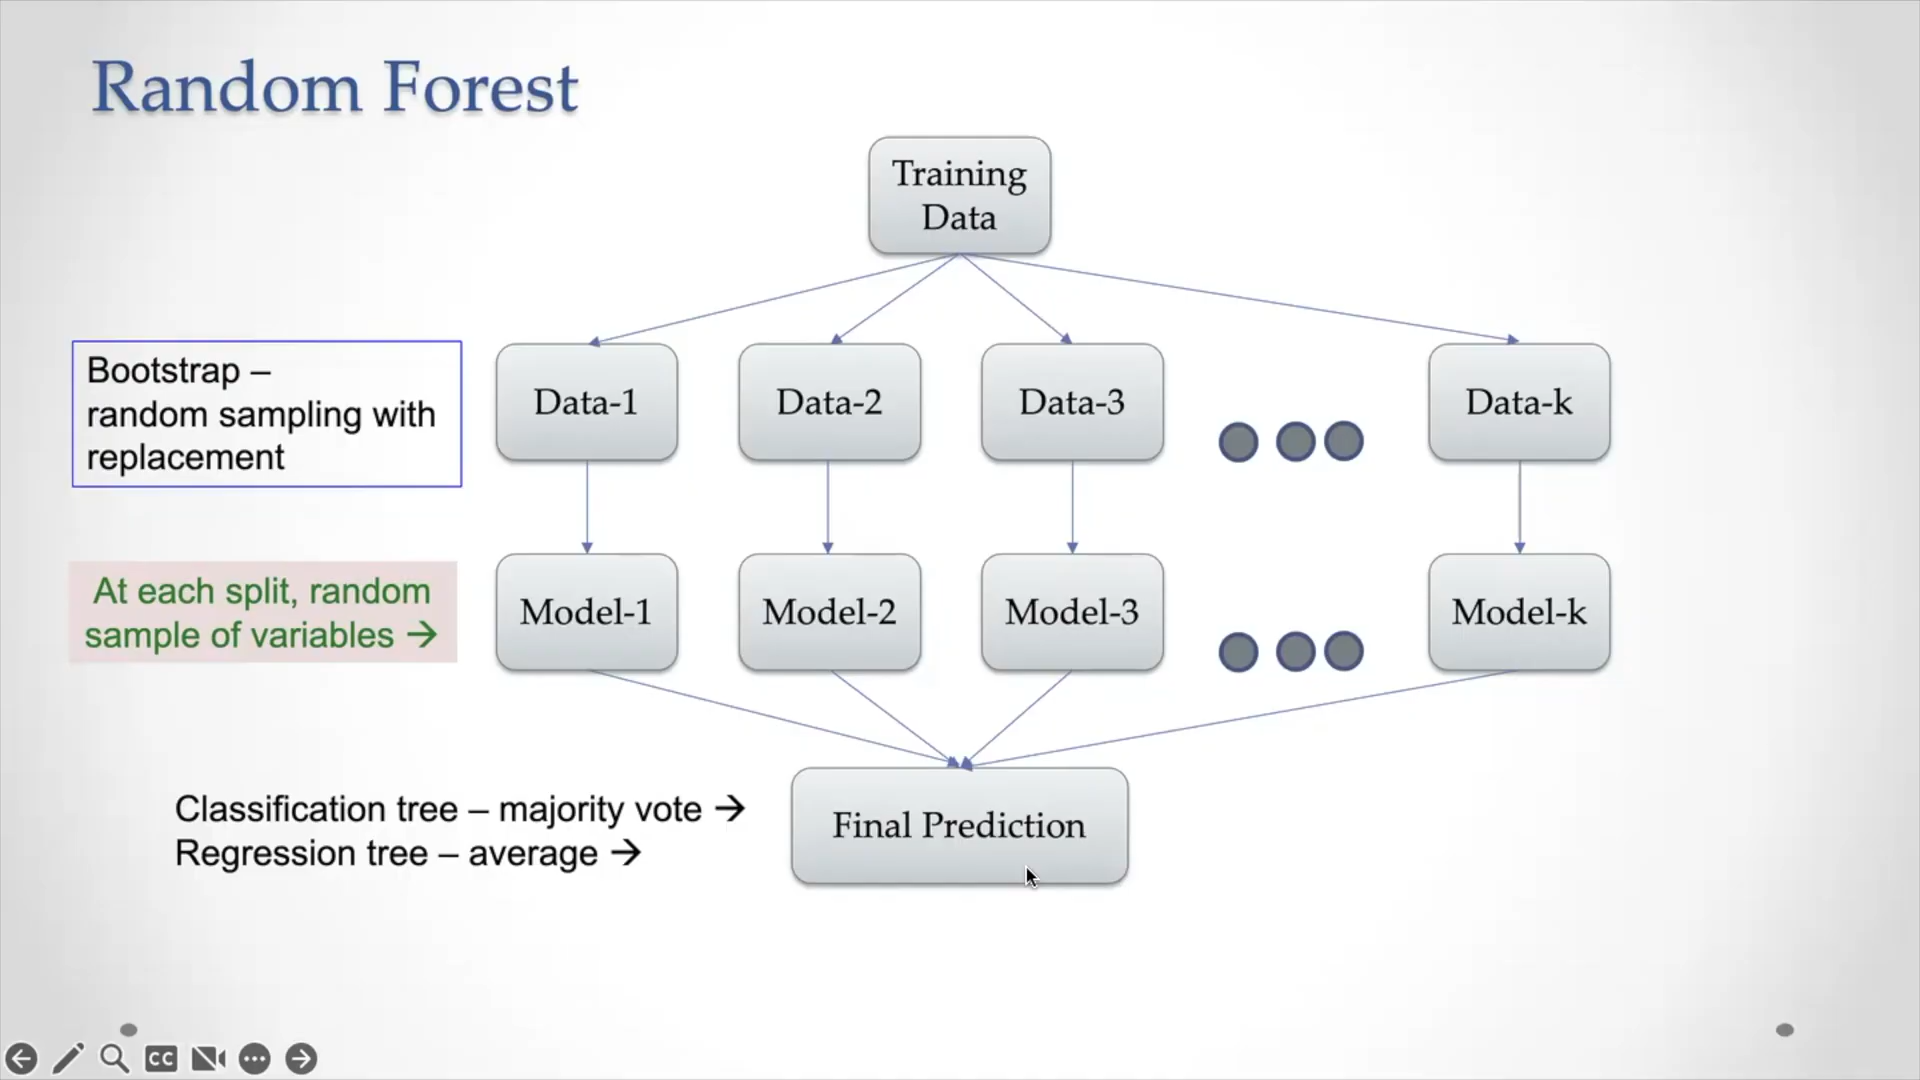 Random Forest
Training
Data
Bootstrap –
random sampling with
replacement
Data-1
Data-2
Data-3
Data-k
At each split, random
sample of variables →
Model-1
Model-2
Model-3
Model-k
Classification tree – majority vote →
Regression tree – average →
Final Prediction
CC